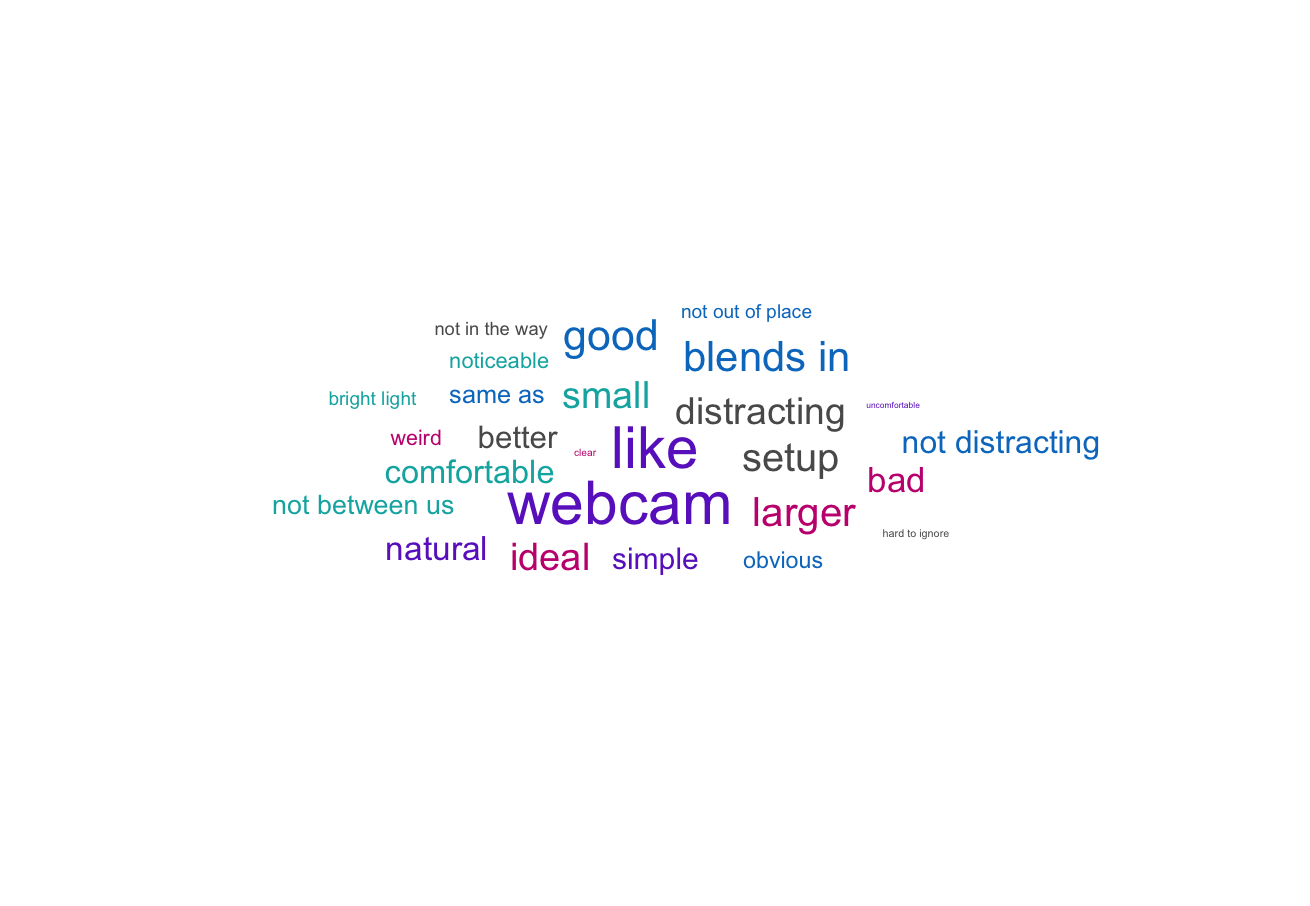 not out of place
not in the way
good
blends in
noticeable
bright light
same as
small
distracting
uncomfortable
weird
better
clear
like
setup
not distracting
comfortable
bad
not between us
webcam
larger
hard to ignore
natural
ideal
simple
obvious